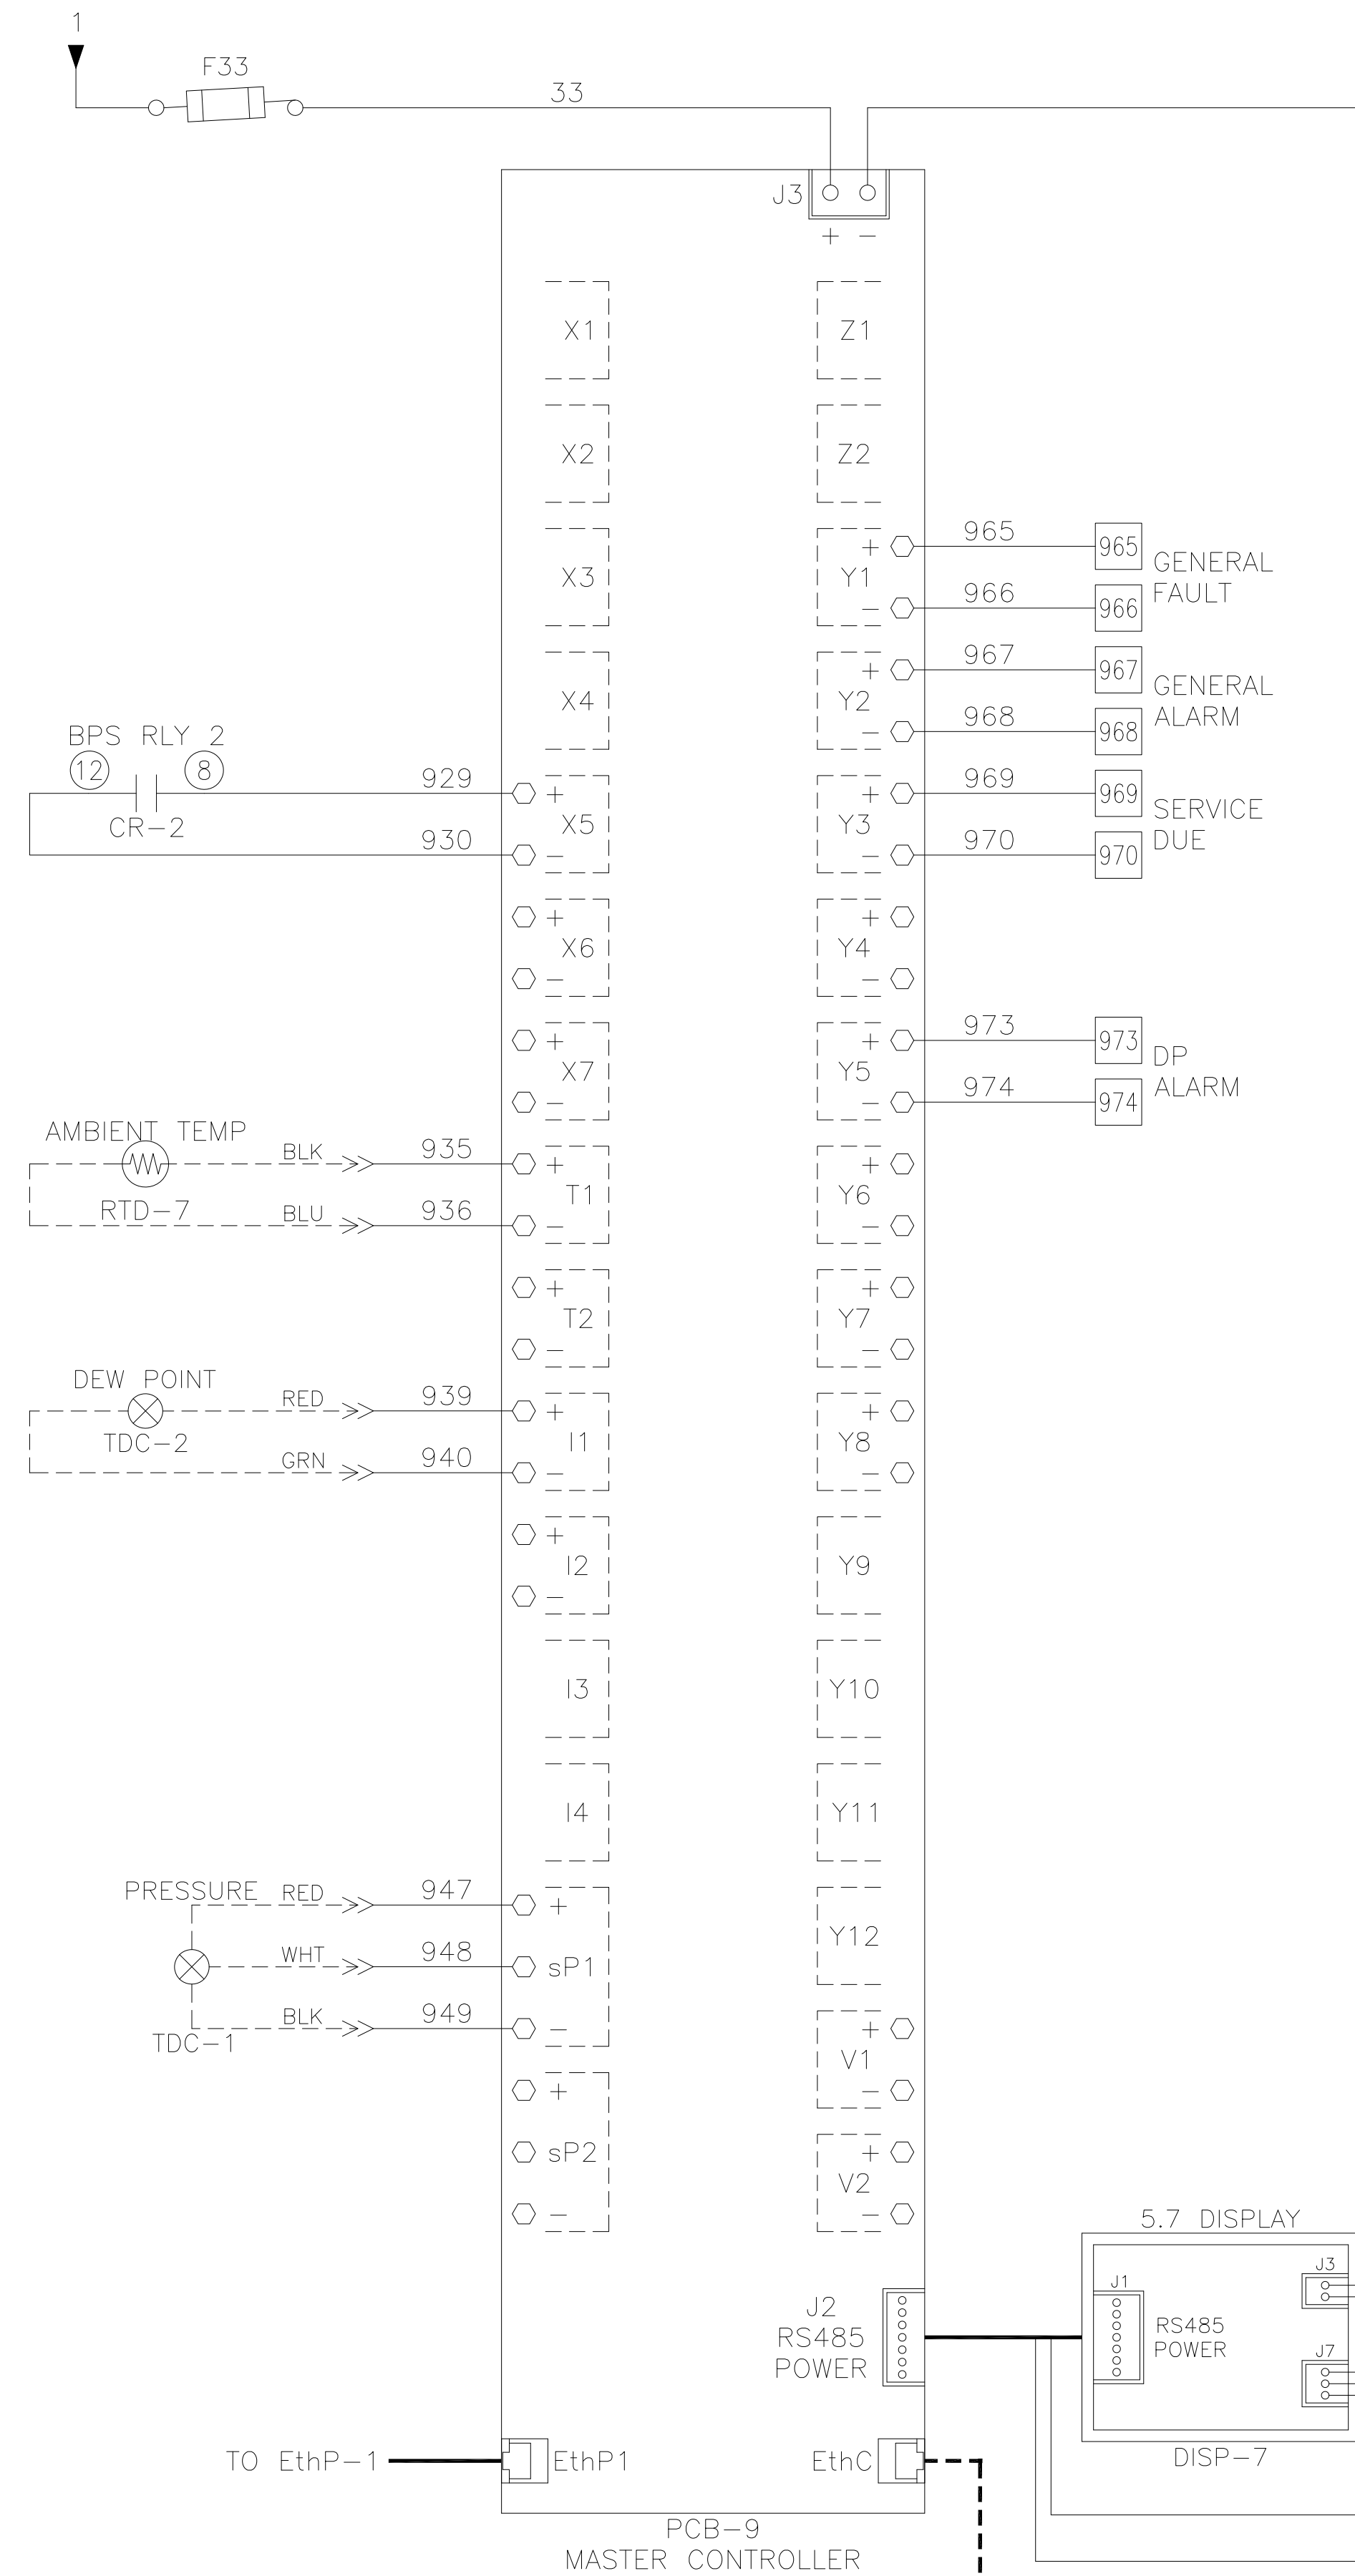 1
F33
33
J3
+ −
X1
Z1
X2
Z2
X3
+
Y1
−
965
965
966
966
GENERAL
FAULT
X4
+
Y2
−
967
967
968
968
GENERAL
ALARM
BPS RLY 2
12
8
CR−2
929
930
+
X5
−
+
Y3
−
969
969
970
970
SERVICE
DUE
+
X6
−
+
Y4
−
+
X7
−
+
Y5
−
973
973
974
974
DP
ALARM
AMBIENT TEMP
RTD−7
BLK
BLU
935
936
+
T1
−
+
Y6
−
+
T2
−
+
Y7
−
DEW POINT
TDC−2
RED
GRN
939
940
+
I1
−
+
Y8
−
+
I2
−
Y9
I3
Y10
I4
Y11
PRESSURE
RED
947
WHT
948
BLK
949
TDC−1
+
sP1
−
Y12
+
V1
−
+
sP2
−
+
V2
−
5.7 DISPLAY
J2
RS485
POWER
J1
RS485
POWER
J3
J7
DISP−7
TO EthP−1
EthP1
EthC
PCB−9
MASTER CONTROLLER